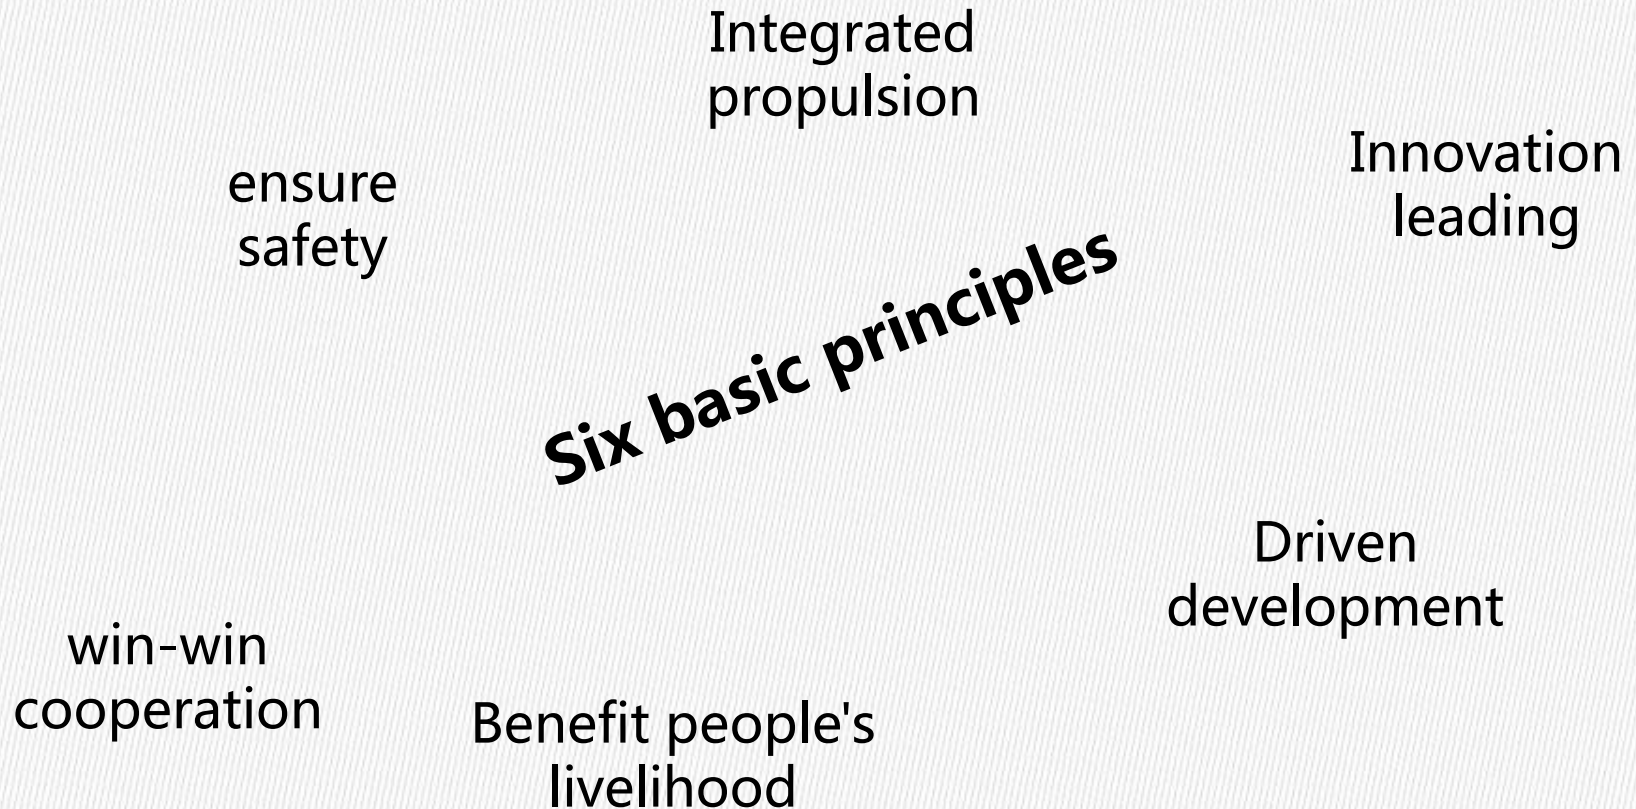 Integrated
propulsion
Innovation
leading
ensure
safety
Six basic principles
Driven
development
win-win
cooperation
Benefit people's
livelihood